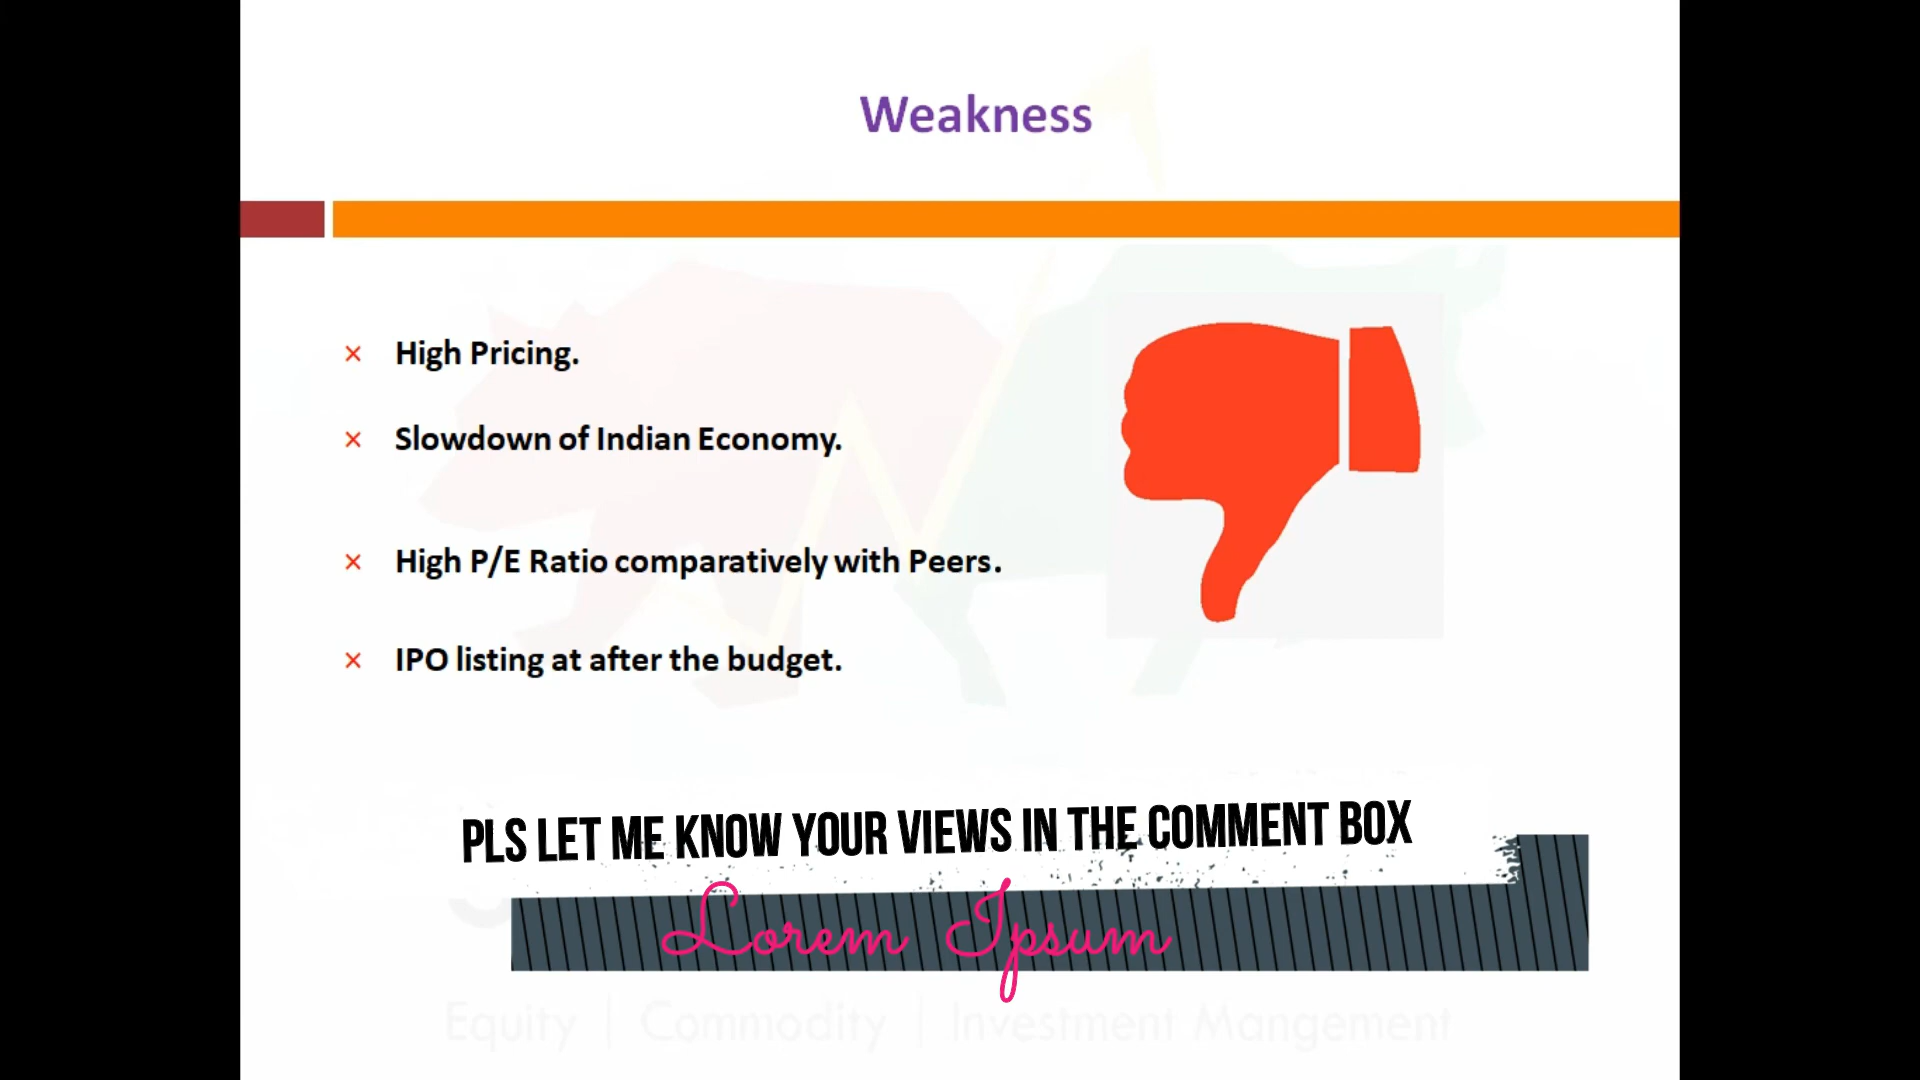 Weakness
× High Pricing.
× Slowdown of Indian Economy.
× High P/E Ratio comparatively with Peers.
× IPO listing at after the budget.
PLS LET ME KNOW YOUR VIEWS IN THE COMMENT BOX
Lorem Ipsum
Equity | Commodity | Investment Mangement